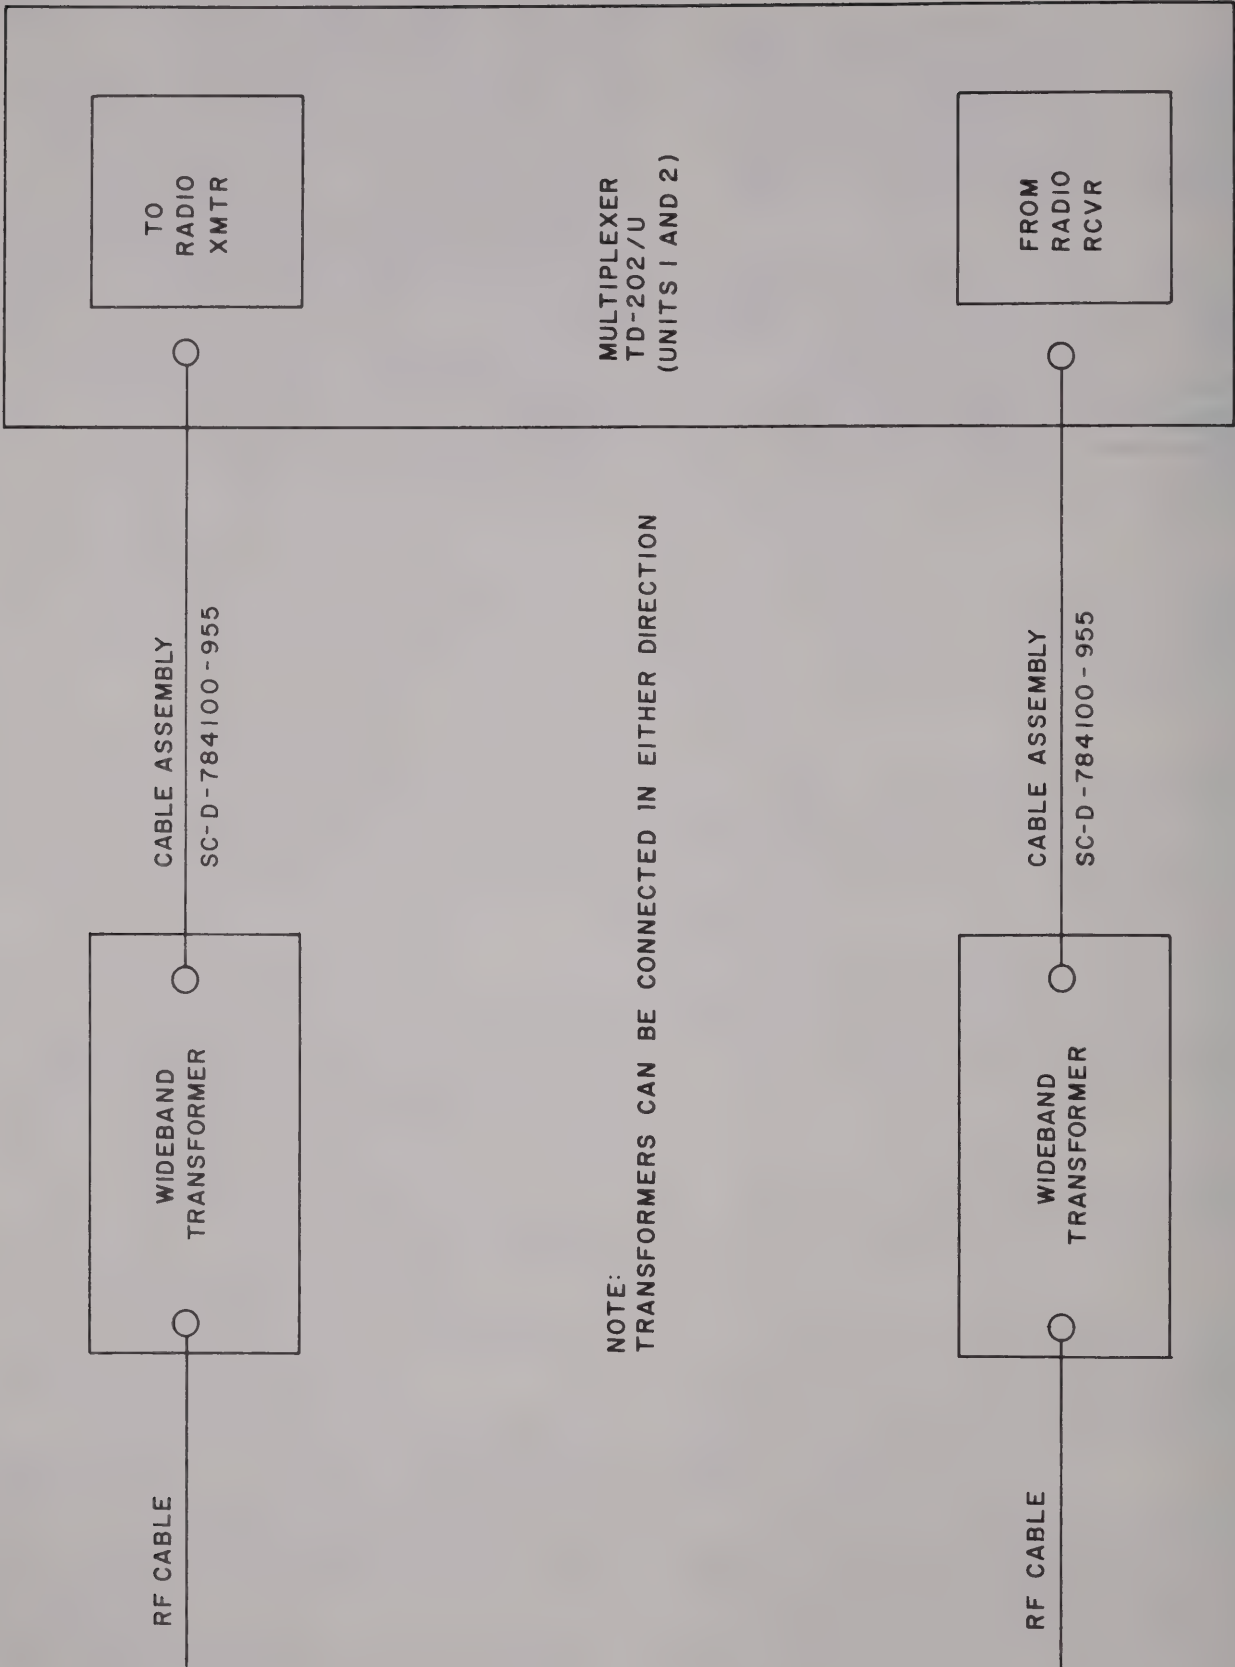 RF CABLE
WIDEBAND
TRANSFORMER
CABLE ASSEMBLY
SC-D-784100-955
TO
RADIO
XMTR
NOTE:
TRANSFORMERS CAN BE CONNECTED IN EITHER DIRECTION
MULTIPLEXER
TD-202/U
(UNITS 1 AND 2)
RF CABLE
WIDEBAND
TRANSFORMER
CABLE ASSEMBLY
SC-D-784100-955
FROM
RADIO
RCVR